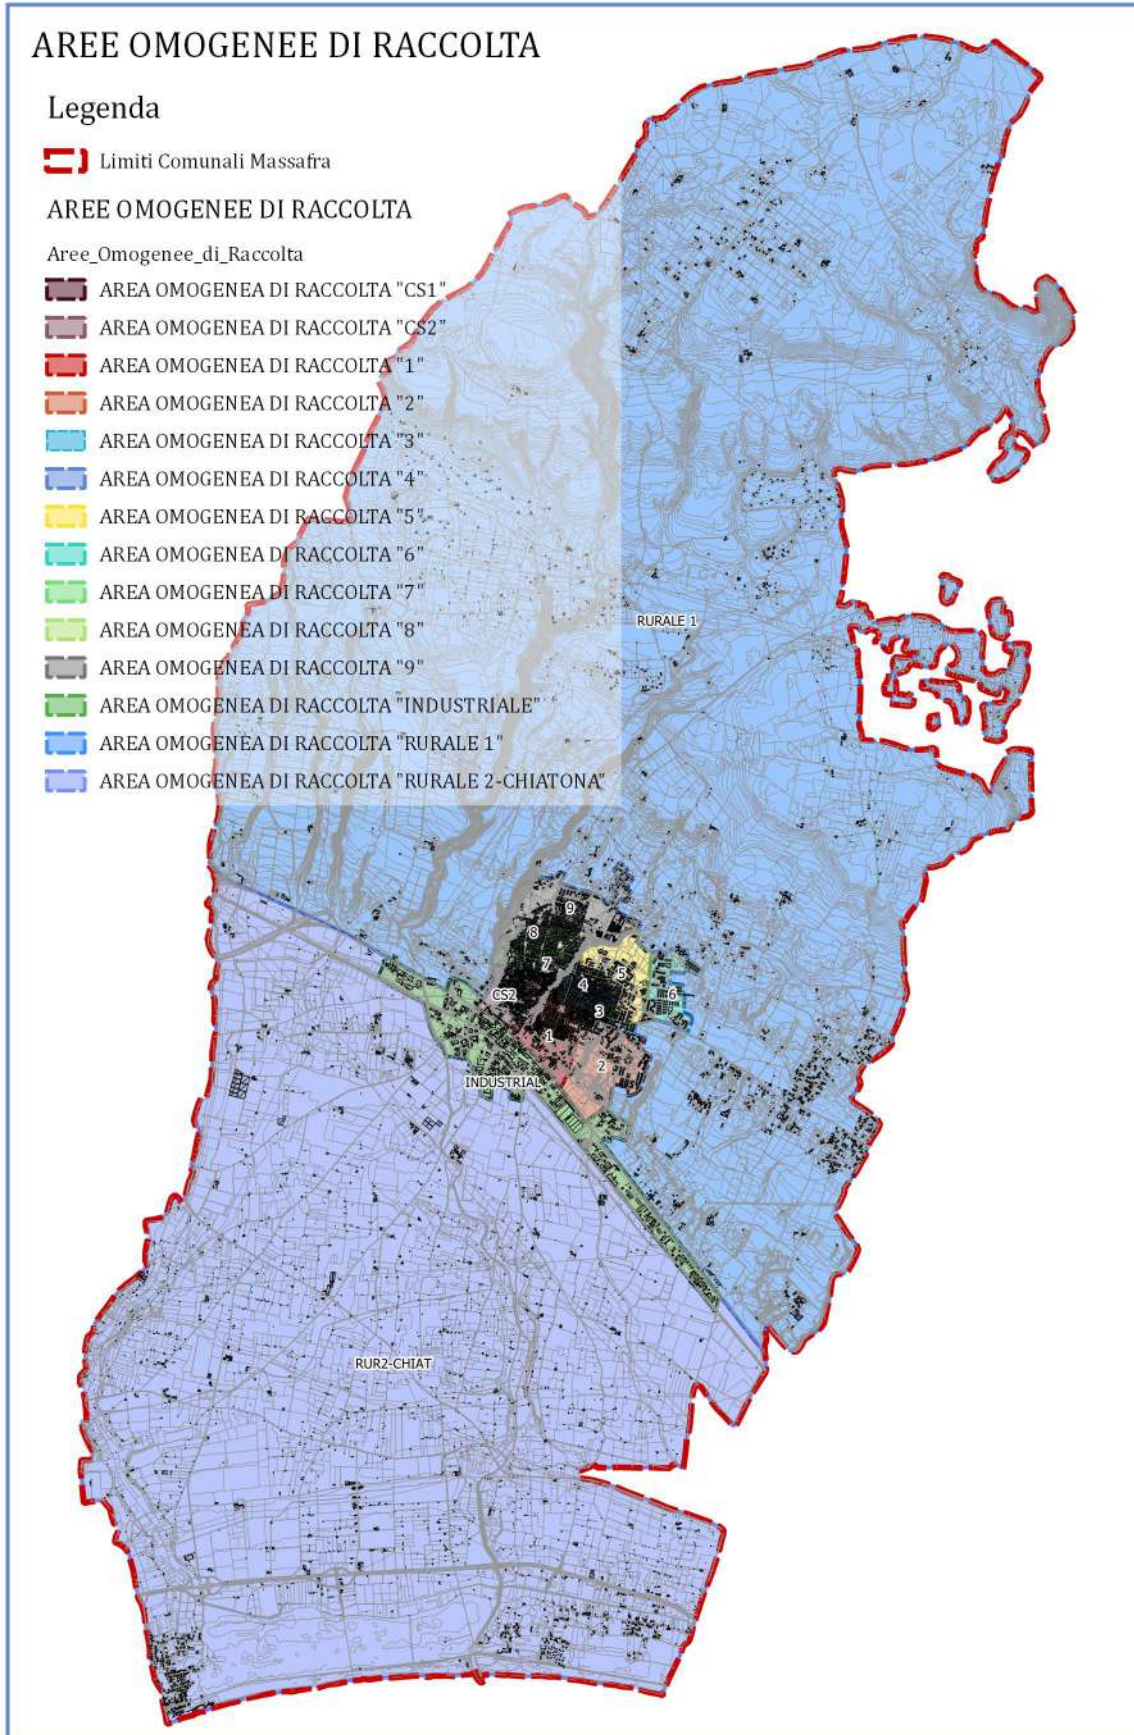 AREE OMOGENEE DI RACCOLTA
Legenda
Limiti Comunali Massafra
AREE OMOGENEE DI RACCOLTA
Aree_Omogenee_di_Raccolta
AREA OMOGENEA DI RACCOLTA "CS1"
AREA OMOGENEA DI RACCOLTA "CS2"
AREA OMOGENEA DI RACCOLTA "1"
AREA OMOGENEA DI RACCOLTA "2"
AREA OMOGENEA DI RACCOLTA "3"
AREA OMOGENEA DI RACCOLTA "4"
AREA OMOGENEA DI RACCOLTA "5"
AREA OMOGENEA DI RACCOLTA "6"
AREA OMOGENEA DI RACCOLTA "7"
AREA OMOGENEA DI RACCOLTA "8"
AREA OMOGENEA DI RACCOLTA "9"
AREA OMOGENEA DI RACCOLTA "INDUSTRIALE"
AREA OMOGENEA DI RACCOLTA "RURALE 1"
AREA OMOGENEA DI RACCOLTA "RURALE 2-CHIATONA"
RURALE 1
9
8
7
5
4
6
CS2
3
1
2
INDUSTRIAL
RUR2-CHIAT